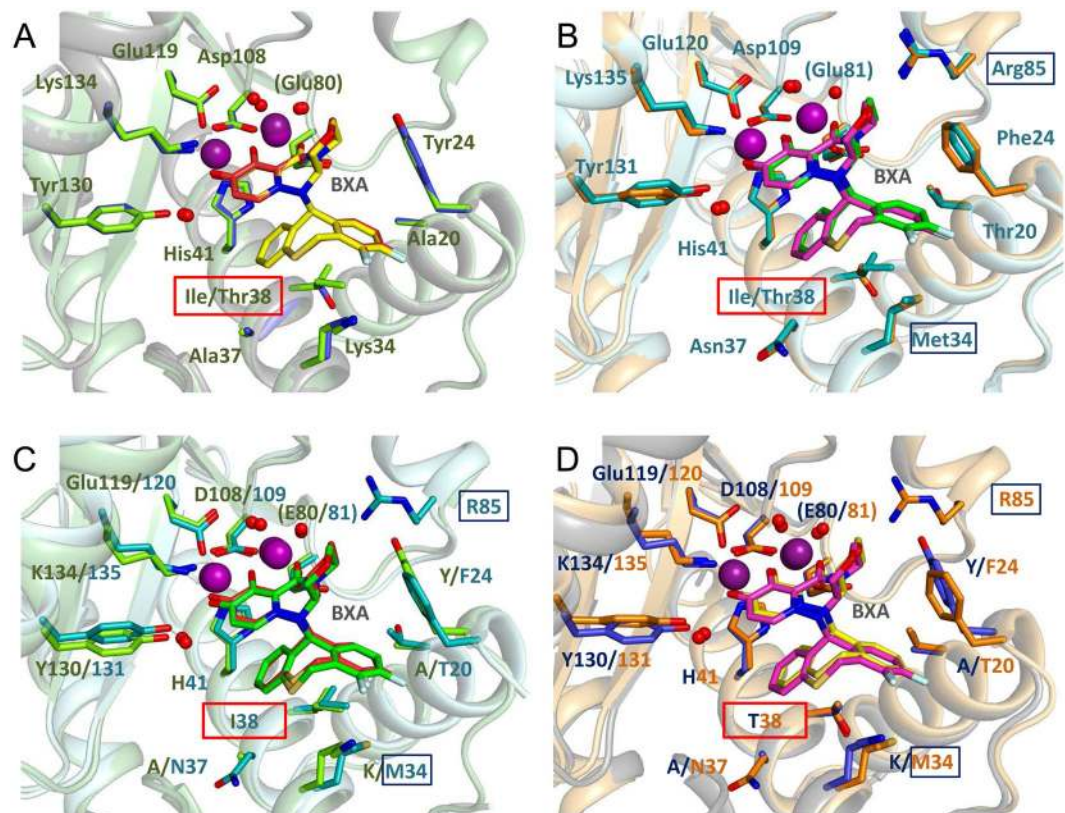 A
Glu119
Asp108
(Glu80)
Lys134
Tyr24
Tyr130
BXA
His41
Ala20
Ile/Thr38
Ala37
Lys34
B
Glu120
Asp109
(Glu81)
Arg85
Lys135
Phe24
Tyr131
BXA
His41
Thr20
Ile/Thr38
Asn37
Met34
C
Glu119/120
D108/109
(E80/81)
R85
K134/135
Y/F24
BXA
Y130/131
H41
A/T20
I38
A/N37
K/M34
D
Glu119/120
D108/109
(E80/81)
R85
K134/135
Y/F24
BXA
Y130/131
H41
A/T20
T38
A/N37
K/M34